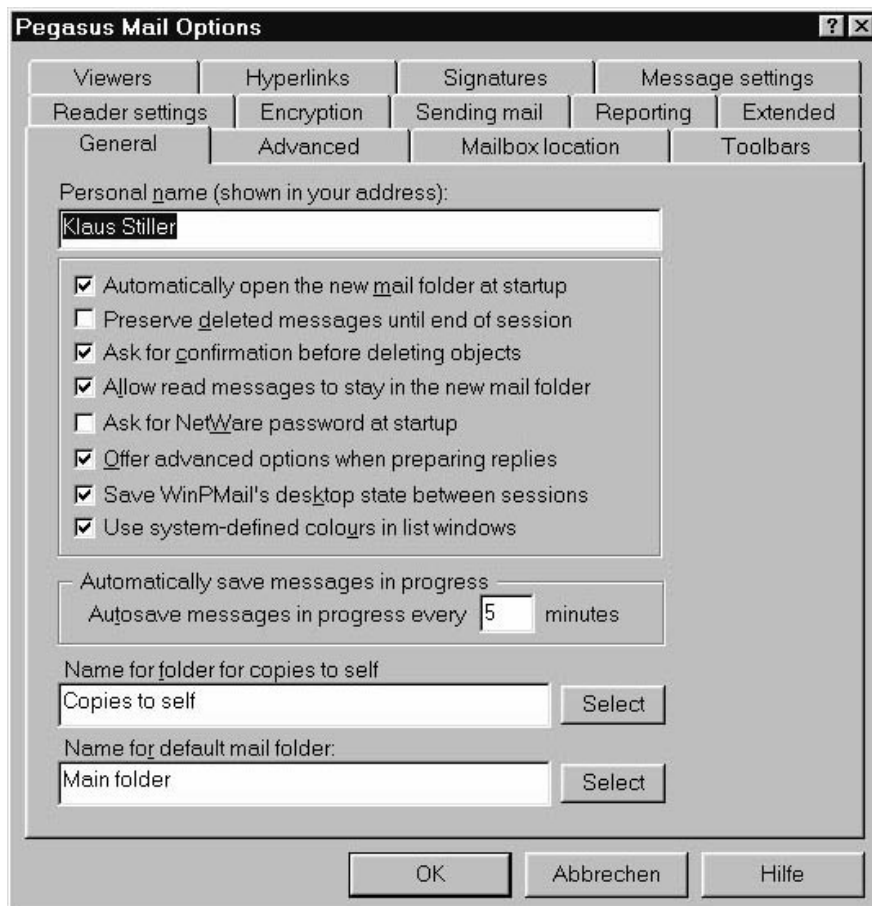 Pegasus Mail Options
Viewers Hyperlinks Signatures Message settings
Reader settings Encryption Sending mail Reporting Extended
General Advanced Mailbox location Toolbars
Personal name (shown in your address):
Klaus Stiller
Automatically open the new mail folder at startup
Preserve deleted messages until end of session
Ask for confirmation before deleting objects
Allow read messages to stay in the new mail folder
Ask for NetWare password at startup
Offer advanced options when preparing replies
Save WinPMail's desktop state between sessions
Use system-defined colours in list windows
Automatically save messages in progress
Autosave messages in progress every 5 minutes
Name for folder for copies to self
Copies to self Select
Name for default mail folder:
Main folder Select
OK Abbrechen Hilfe